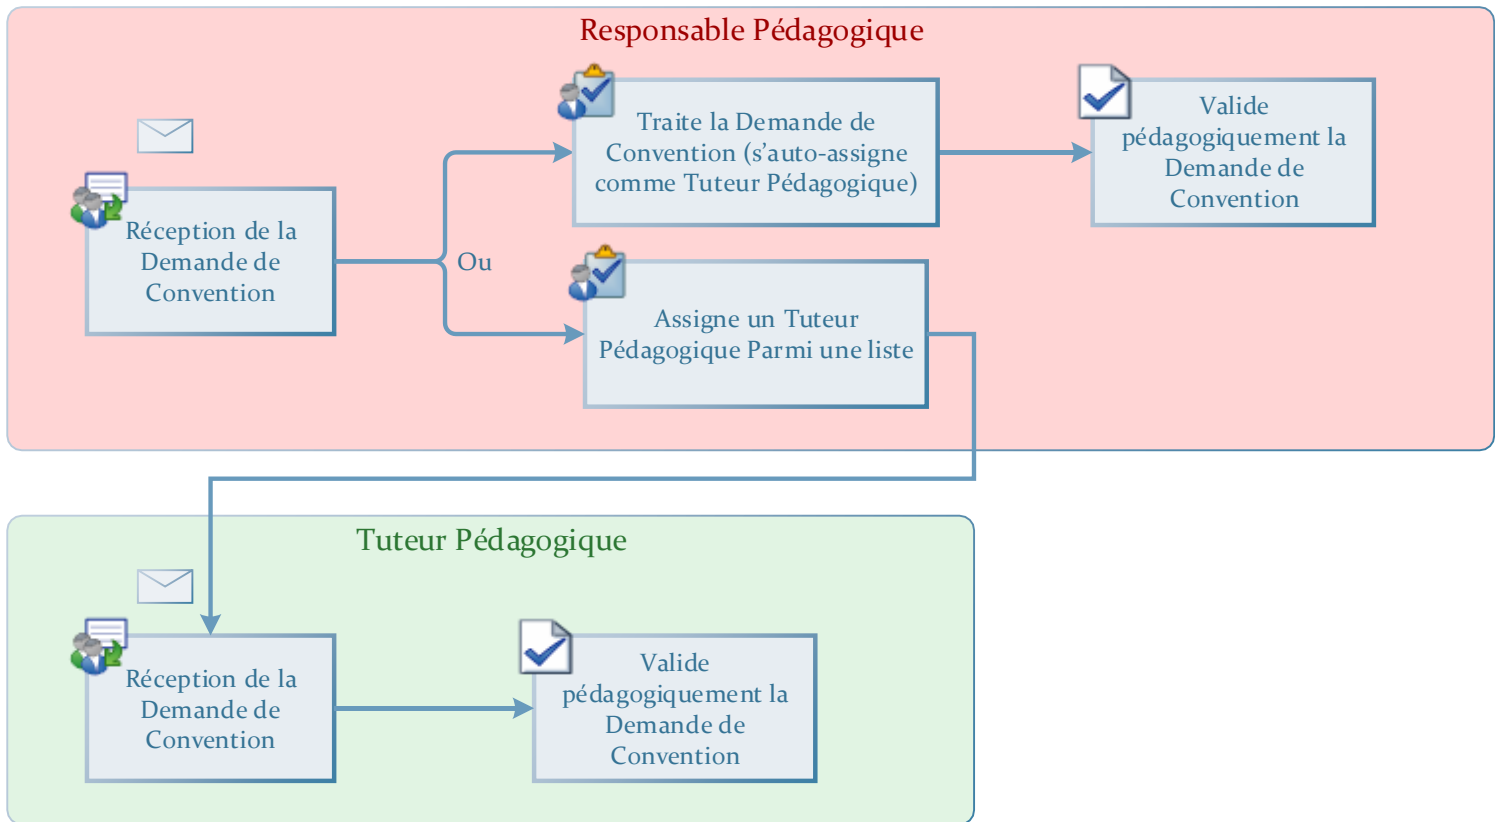 Responsable Pédagogique
Réception de la
Demande de
Convention
Ou
Traite la Demande de
Convention (s'auto-assigne
comme Tuteur Pédagogique)
Valide
pédagogiquement la
Demande de
Convention
Assigne un Tuteur
Pédagogique Parmi une liste
Tuteur Pédagogique
Réception de la
Demande de
Convention
Valide
pédagogiquement la
Demande de
Convention